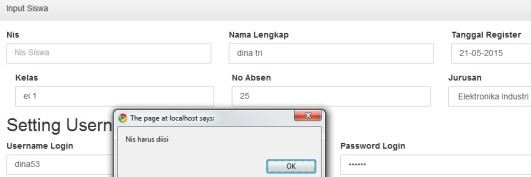 Input Siswa
Nis Nama Lengkap Tanggal Register
Nis Siswa dina tri 21-05-2015
Kelas No Absen Jurusan
el 1 25 Elektronika Industri
Setting Usern
The page at localhost says:
Nis harus diisi
OK
Username Login Password Login
dina53 ••••••